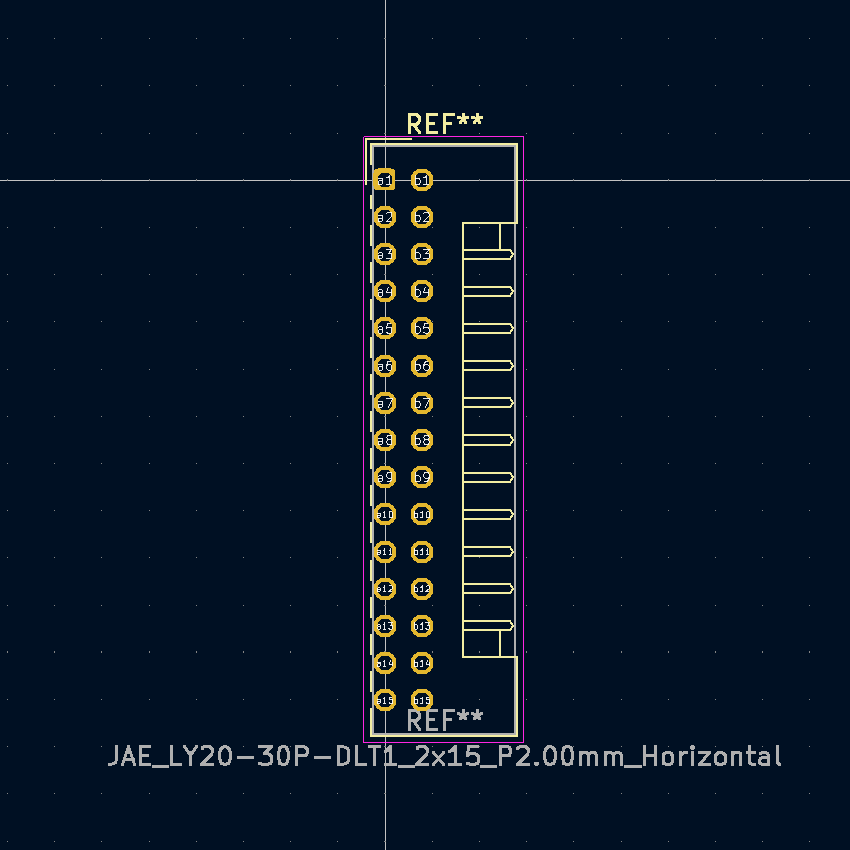 REF**
a1 b1
a2 b2
a3 b3
a4 b4
a5 b5
a6 b6
a7 b7
a8 b8
a9 b9
a10 b10
a11 b11
a12 b12
a13 b13
a14 b14
a15 b15
REF**
JAE_LY20-30P-DLT1_2x15_P2.00mm_Horizontal